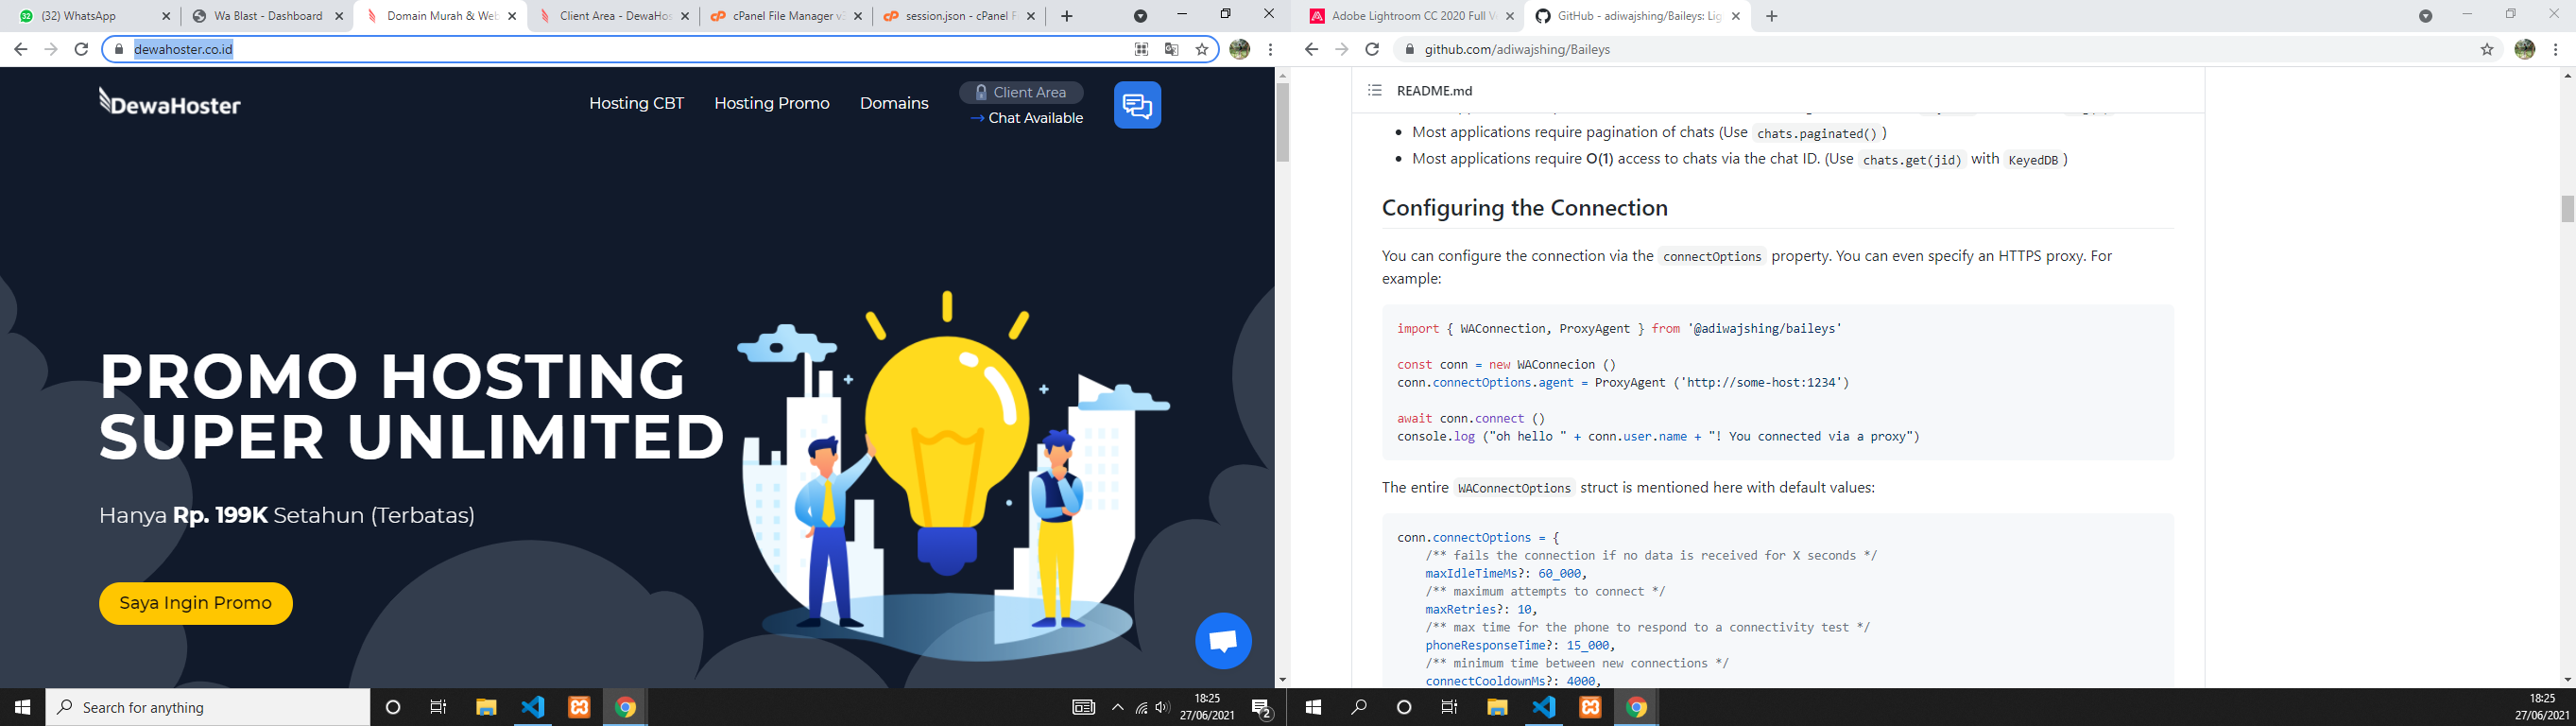 (32) WhatsApp
Wa Blast - Dashboard
Domain Murah & Web
Client Area - DewaHos
cPanel File Manager v
session.json - cPanel F
dewahoster.co.id
DewaHoster
Hosting CBT
Hosting Promo
Domains
Client Area
Chat Available
PROMO HOSTING
SUPER UNLIMITED
Hanya Rp. 199K Setahun (Terbatas)
Saya Ingin Promo
Search for anything
18:25
27/06/2021
2
Adobe Lightroom CC 2020 Full V
GitHub - adiwajshing/Baileys: Lig
github.com/adiwajshing/Baileys
README.md
• Most applications require pagination of chats (Use chats.paginated() )
• Most applications require O(1) access to chats via the chat ID. (Use chats.get(jid) with KeyedDB )
Configuring the Connection
You can configure the connection via the connectOptions property. You can even specify an HTTPS proxy. For
example:
import { WAConnection, ProxyAgent } from '@adiwajshing/baileys'
const conn = new WAConnecion ()
conn.connectOptions.agent = ProxyAgent ('http://some-host:1234')
await conn.connect ()
console.log ("oh hello " + conn.user.name + "! You connected via a proxy")
The entire WAConnectOptions struct is mentioned here with default values:
conn.connectOptions = {
/** fails the connection if no data is received for X seconds */
maxIdleTimeMs?: 60_000,
/** maximum attempts to connect */
maxRetries?: 10,
/** max time for the phone to respond to a connectivity test */
phoneResponseTime?: 15_000,
/** minimum time between new connections */
connectCooldownMs?: 4000,
18:25
27/06/2021